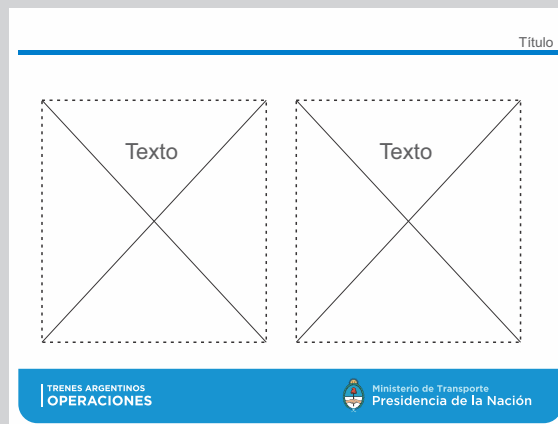 Título
Texto
Texto
TRENES ARGENTINOS
OPERACIONES
Ministerio de Transporte
Presidencia de la Nación